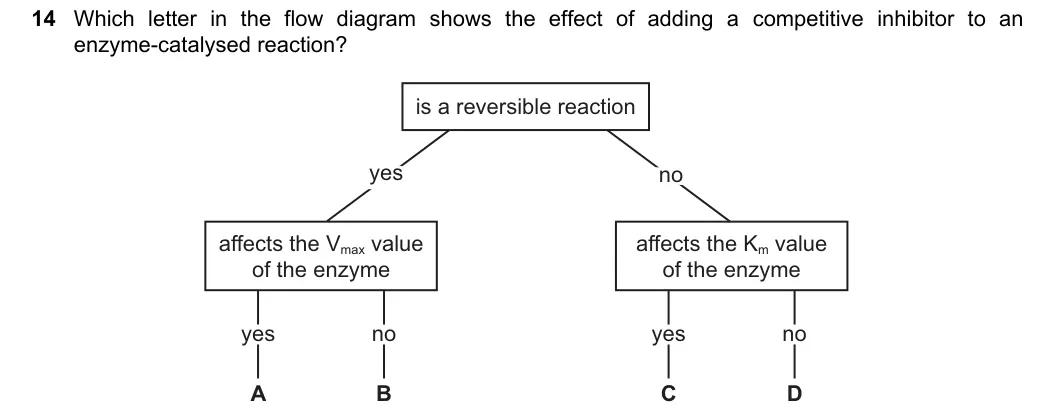 14 Which letter in the flow diagram shows the effect of adding a competitive inhibitor to an
enzyme-catalysed reaction?
is a reversible reaction
yes
no
affects the Vmax value
of the enzyme
affects the Km value
of the enzyme
yes
no
yes
no
A
B
C
D